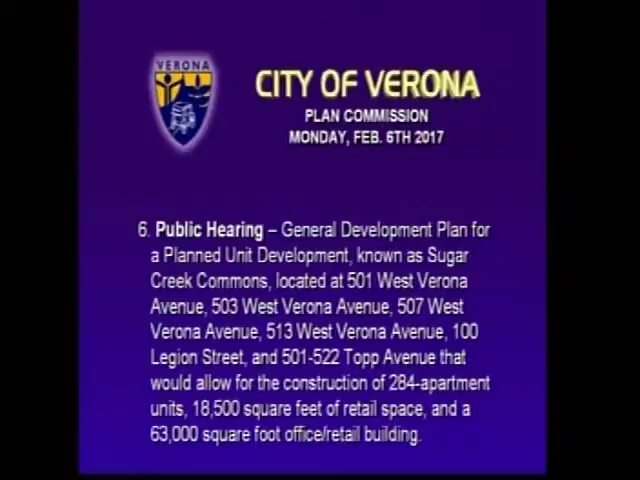 VERONA
CITY OF VERONA
PLAN COMMISSION
MONDAY, FEB. 6TH 2017
6. Public Hearing – General Development Plan for
a Planned Unit Development, known as Sugar
Creek Commons, located at 501 West Verona
Avenue, 503 West Verona Avenue, 507 West
Verona Avenue, 513 West Verona Avenue, 100
Legion Street, and 501-522 Topp Avenue that
would allow for the construction of 284-apartment
units, 18,500 square feet of retail space, and a
63,000 square foot office/retail building.